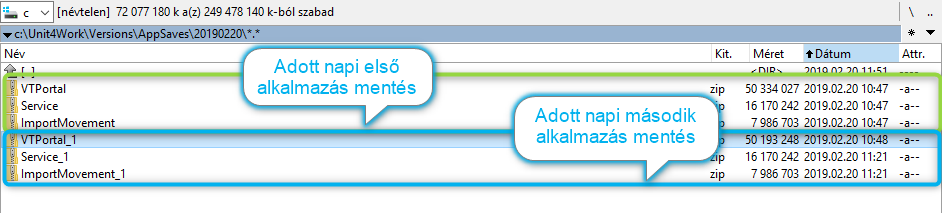 c [névtelen] 72 077 180 k a(z) 249 478 140 k-ból szabad \ ..
c:\Unit4Work\Versions\AppSaves\20190220\*.* * ▾
Név Kit. Méret Dátum Attr.
[..] <DIR> 2019.02.20 11:51 ----
Adott napi első
alkalmazás mentés
VTPortal zip 50 334 027 2019.02.20 10:47 -a--
Service 16 170 242 2019.02.20 10:47 -a--
ImportMovement 7 986 703 2019.02.20 10:47 -a--
Adott napi második
alkalmazás mentés
VTPortal_1 50 193 248 2019.02.20 10:48 -a--
Service_1 zip 16 170 242 2019.02.20 11:21 -a--
ImportMovement_1 zip 7 986 703 2019.02.20 11:21 -a--